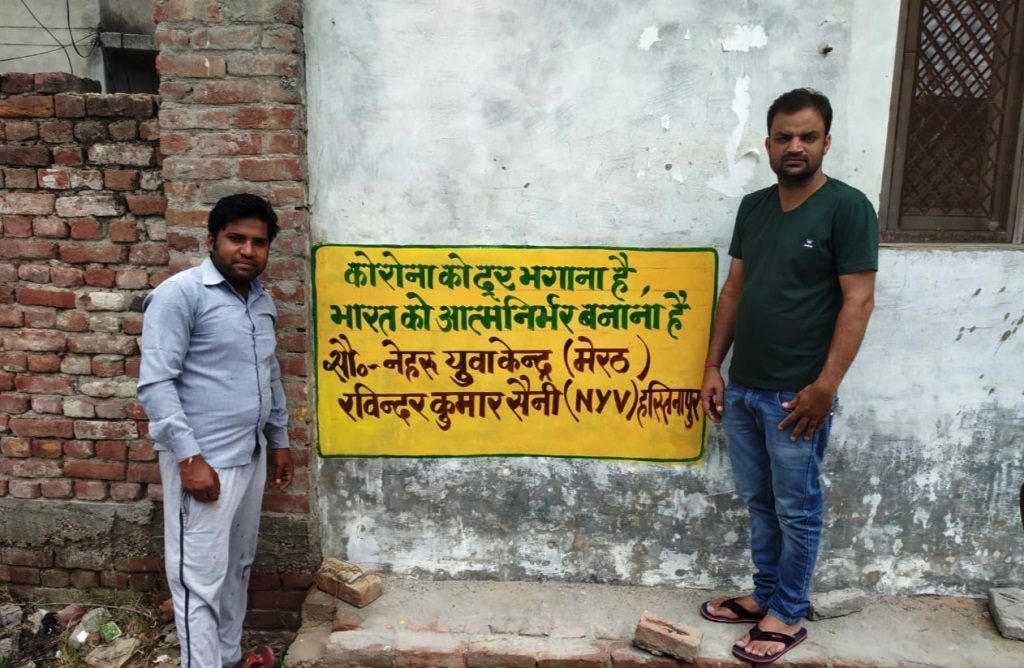 कोरोना को दूर भगाना है,
भारत को आत्मनिर्भर बनाना है
सौ०- नेहरू युवा केन्द्र (मेरठ)
रविन्दर कुमार सैनी (NYV) हस्तिनापुर